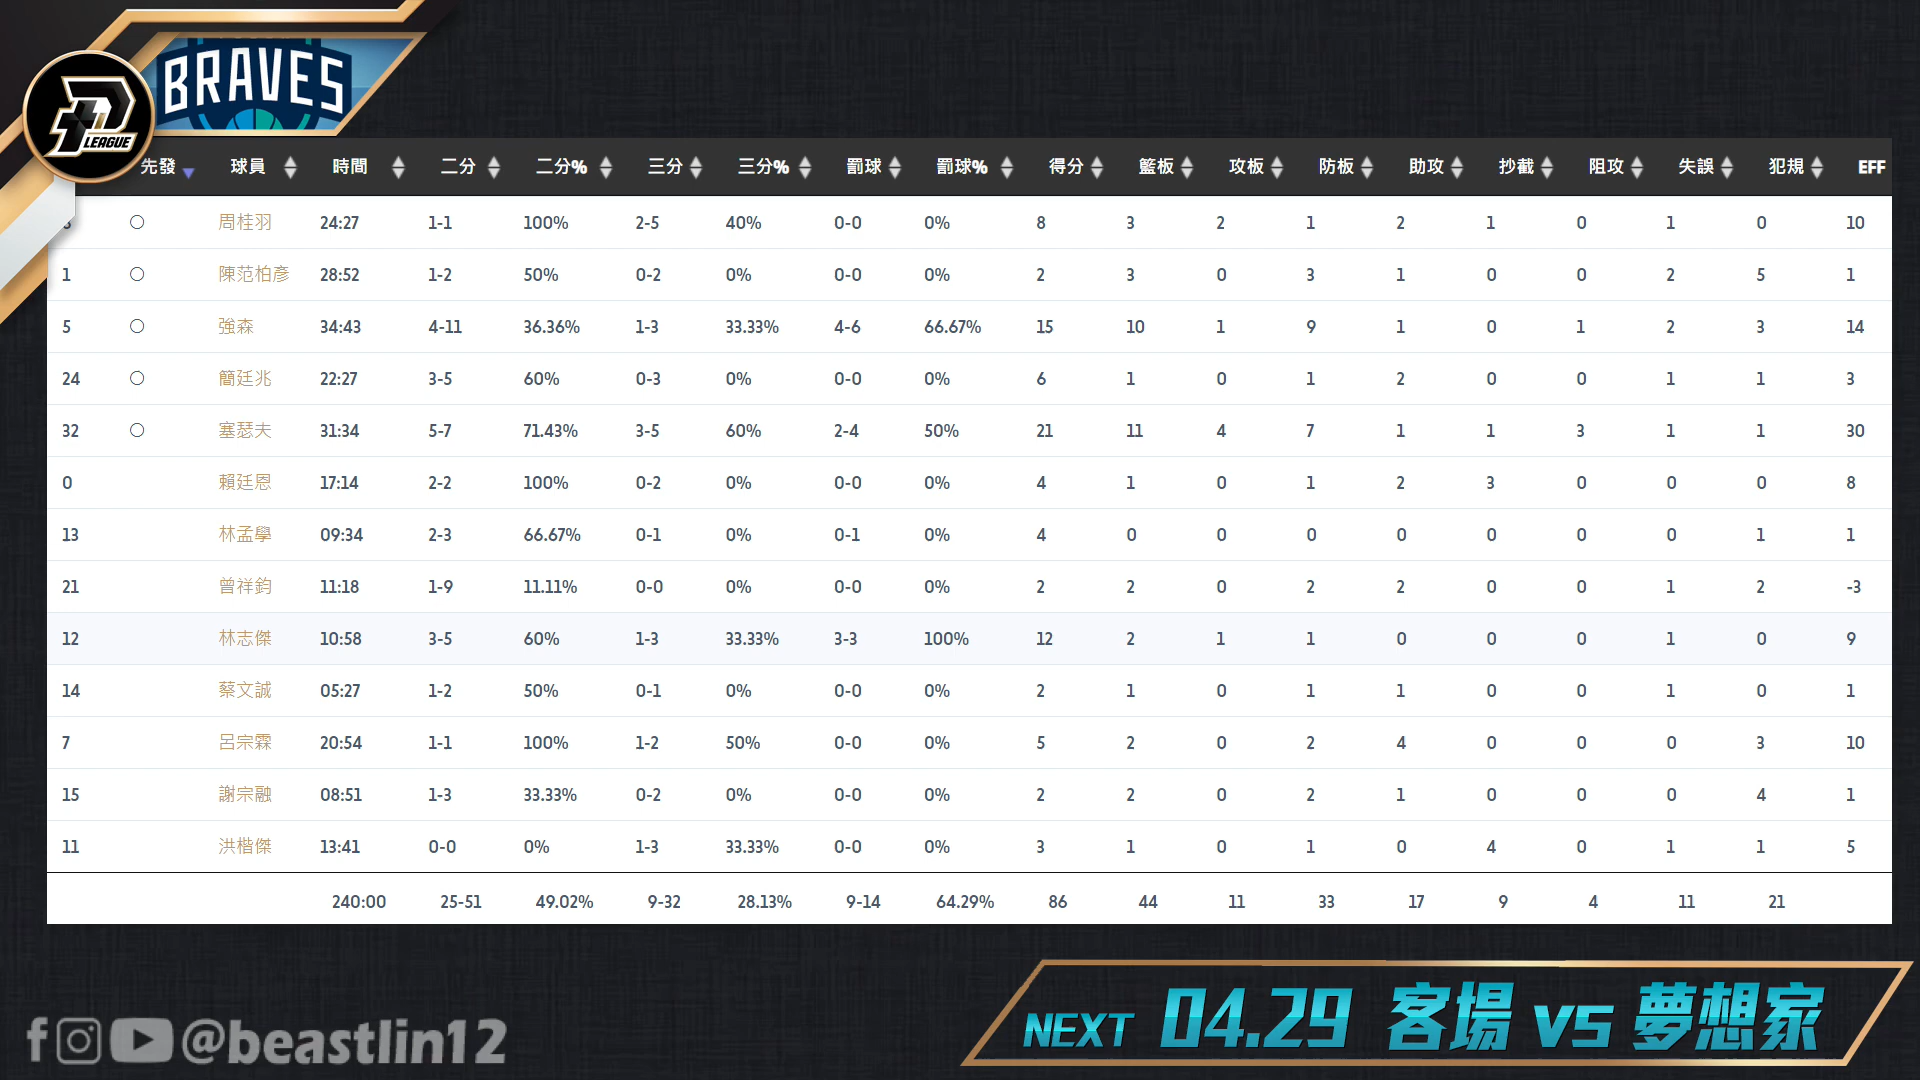 BRAVES
P LEAGUE
先發 球員 時間 二分 二分% 三分 三分% 罰球 罰球% 得分 籃板 攻板 防板 助攻 抄截 阻攻 失誤 犯規 EFF
周桂羽 24:27 1-1 100% 2-5 40% 0-0 0% 8 3 2 1 2 1 0 1 0 10
1 ○ 陳范柏彥 28:52 1-2 50% 0-2 0% 0-0 0% 2 3 0 3 1 0 0 2 5 1
5 ○ 強森 34:43 4-11 36.36% 1-3 33.33% 4-6 66.67% 15 10 1 9 1 0 1 2 3 14
24 ○ 簡廷兆 22:27 3-5 60% 0-3 0% 0-0 0% 6 1 0 1 2 0 0 1 1 3
32 ○ 塞瑟夫 31:34 5-7 71.43% 3-5 60% 2-4 50% 21 11 4 7 1 1 3 1 1 30
0 賴廷恩 17:14 2-2 100% 0-2 0% 0-0 0% 4 1 0 1 2 3 0 0 0 8
13 林孟學 09:34 2-3 66.67% 0-1 0% 0-1 0% 4 0 0 0 0 0 0 0 1 1
21 曾祥鈞 11:18 1-9 11.11% 0-0 0% 0-0 0% 2 2 0 2 2 0 0 1 2 -3
12 林志傑 10:58 3-5 60% 1-3 33.33% 3-3 100% 12 2 1 1 0 0 0 1 0 9
14 蔡文誠 05:27 1-2 50% 0-1 0% 0-0 0% 2 1 0 1 1 0 0 1 0 1
7 呂宗霖 20:54 1-1 100% 1-2 50% 0-0 0% 5 2 0 2 4 0 0 0 3 10
15 謝宗融 08:51 1-3 33.33% 0-2 0% 0-0 0% 2 2 0 2 1 0 0 0 4 1
11 洪楷傑 13:41 0-0 0% 1-3 33.33% 0-0 0% 3 1 0 1 0 4 0 1 1 5
240:00 25-51 49.02% 9-32 28.13% 9-14 64.29% 86 44 11 33 17 9 4 11 21
@beastlin12
NEXT 04.29 客場 vs 夢想家